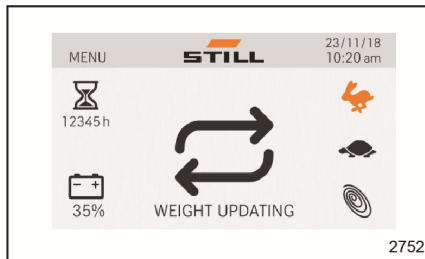 MENU
STILL
23/11/18
10:20 am
12345 h
35%
WEIGHT UPDATING
2752